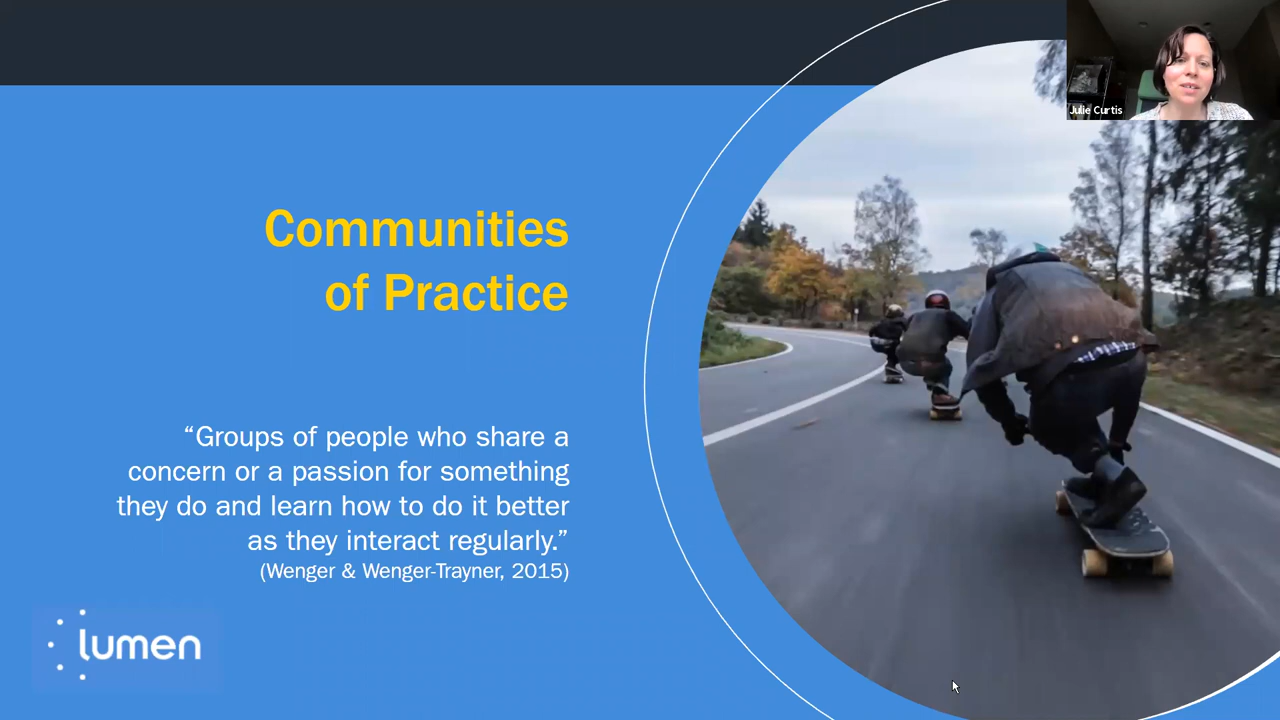 Julie Curtis
Communities
of Practice
“Groups of people who share a
concern or a passion for something
they do and learn how to do it better
as they interact regularly.”
(Wenger & Wenger-Trayner, 2015)
lumen